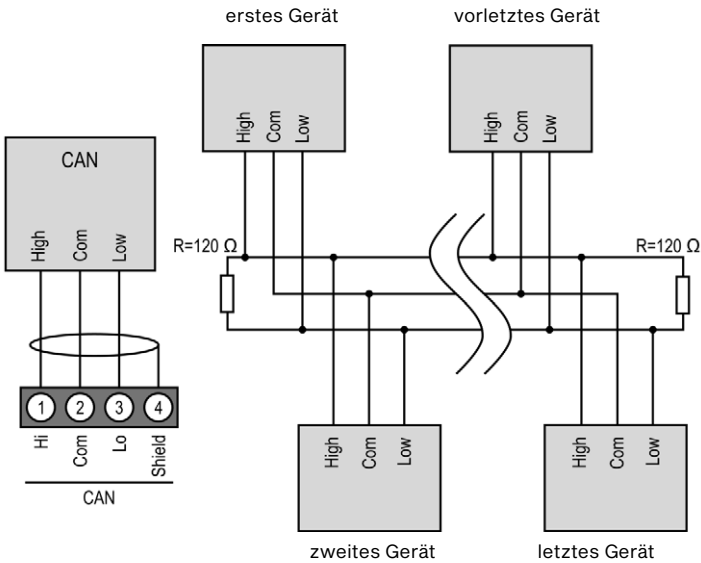 erstes Gerät
vorletztes Gerät
High
Com
Low
High
Com
Low
CAN
High
Com
Low
R=120 Ω
R=120 Ω
1
2
3
4
Hi
Com
Lo
Shield
CAN
High
Com
Low
High
Com
Low
zweites Gerät
letztes Gerät